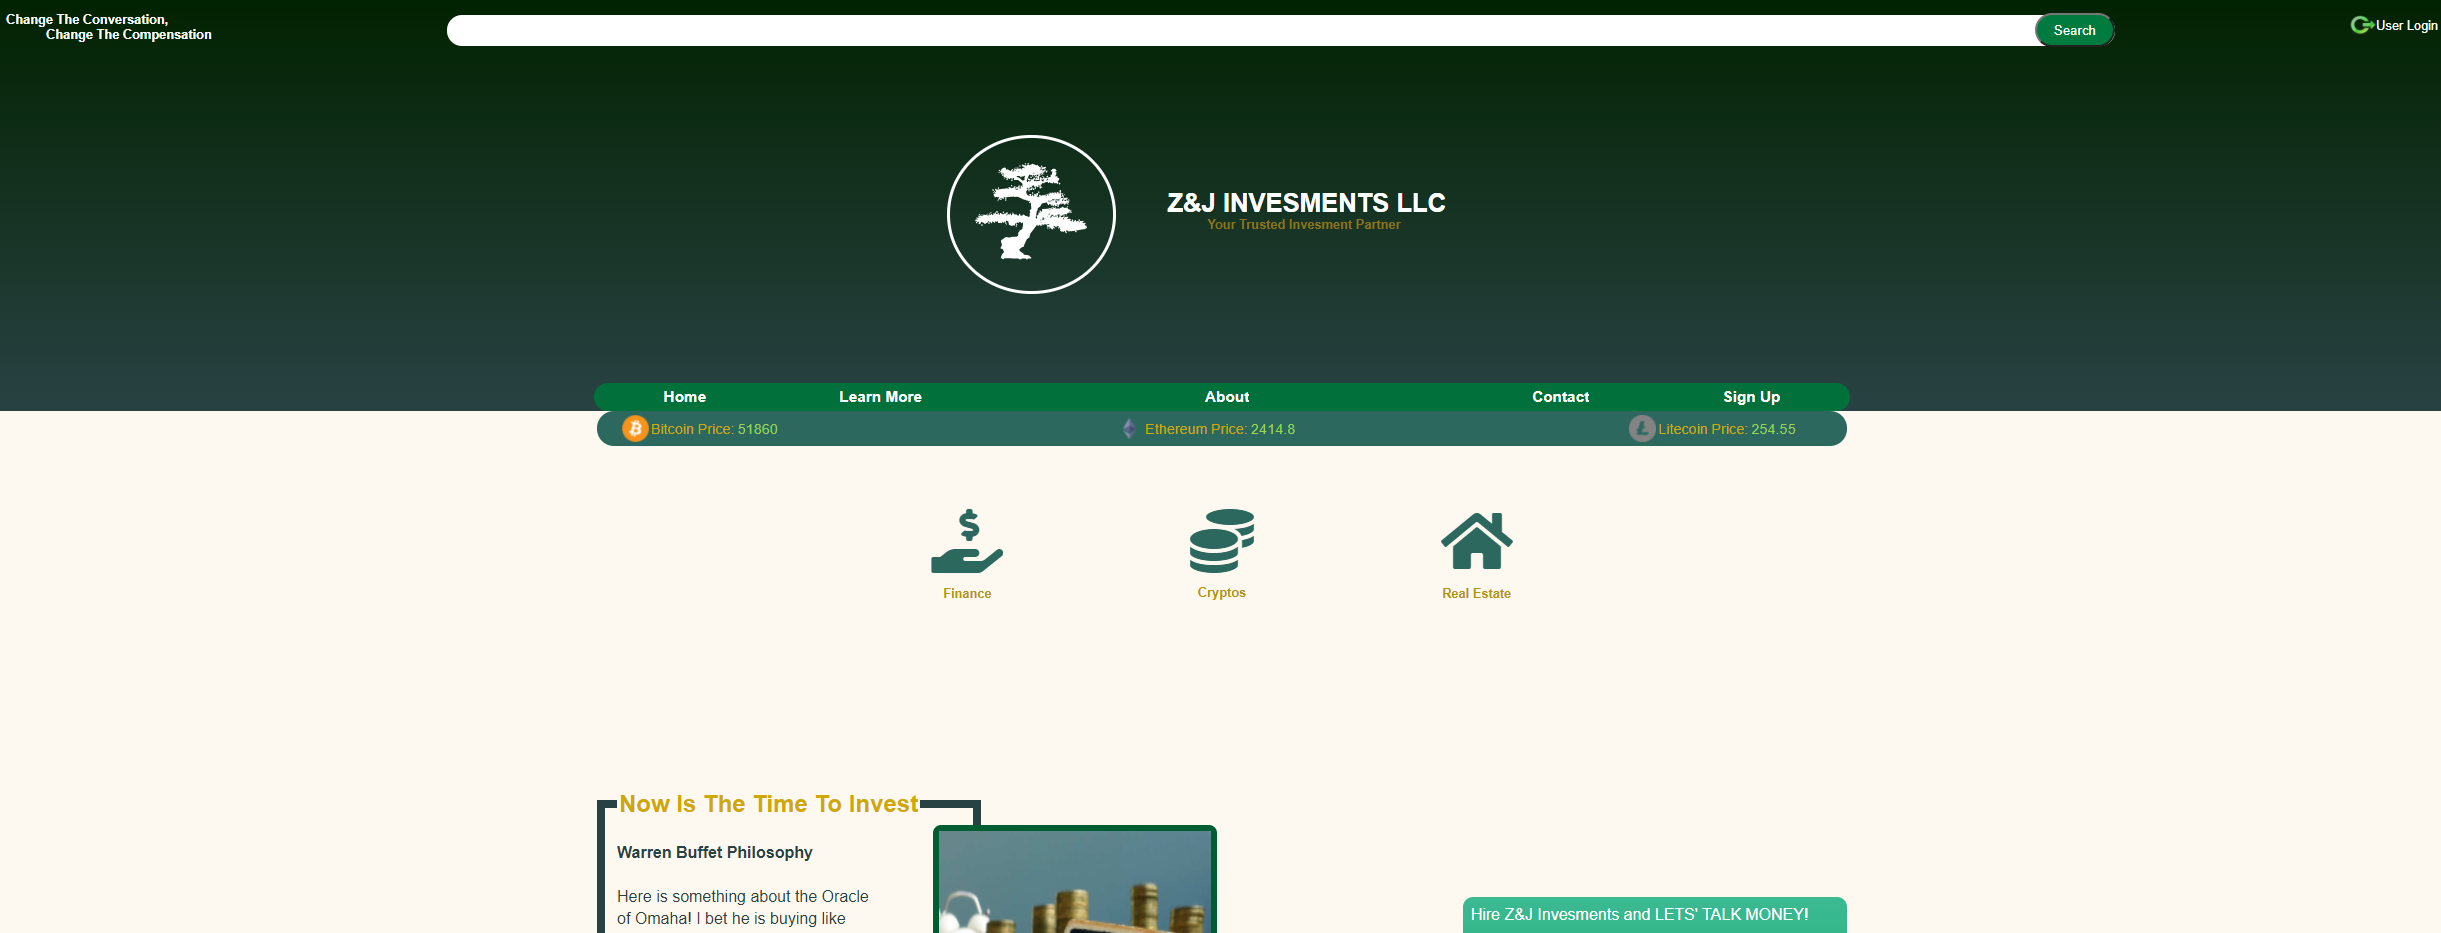 Change The Conversation,
Change The Compensation
Search
User Login
Z&J INVESMENTS LLC
Your Trusted Invesment Partner
Home
Learn More
About
Contact
Sign Up
Bitcoin Price: 51860
Ethereum Price: 2414.8
Litecoin Price: 254.55
Finance
Cryptos
Real Estate
Now Is The Time To Invest
Warren Buffet Philosophy
Here is something about the Oracle
of Omaha! I bet he is buying like
Hire Z&J Invesments and LETS' TALK MONEY!